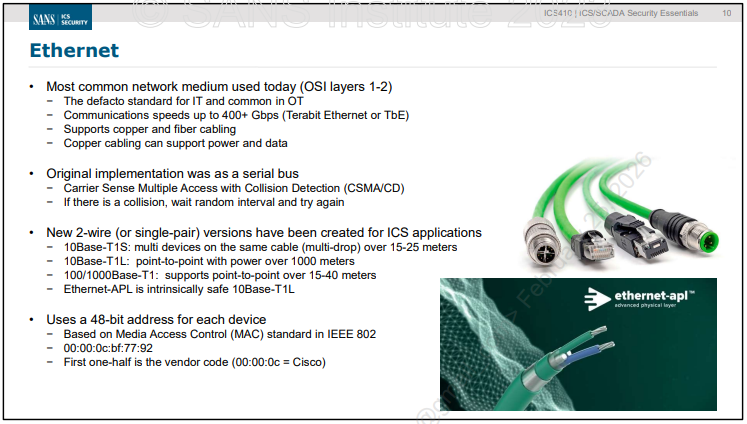 © SANS Institute 2026
SANS ICS SECURITY
ICS410 | ICS/SCADA Security Essentials 10
Ethernet
• Most common network medium used today (OSI layers 1-2)
− The defacto standard for IT and common in OT
− Communications speeds up to 400+ Gbps (Terabit Ethernet or TbE)
− Supports copper and fiber cabling
− Copper cabling can support power and data
• Original implementation was as a serial bus
− Carrier Sense Multiple Access with Collision Detection (CSMA/CD)
− If there is a collision, wait random interval and try again
• New 2-wire (or single-pair) versions have been created for ICS applications
− 10Base-T1S: multi devices on the same cable (multi-drop) over 15-25 meters
− 10Base-T1L: point-to-point with power over 1000 meters
− 100/1000Base-T1: supports point-to-point over 15-40 meters
− Ethernet-APL is intrinsically safe 10Base-T1L
• Uses a 48-bit address for each device
− Based on Media Access Control (MAC) standard in IEEE 802
− 00:00:0c:bf:77:92
− First one-half is the vendor code (00:00:0c = Cisco)
ethernet-apl™
advanced physical layer